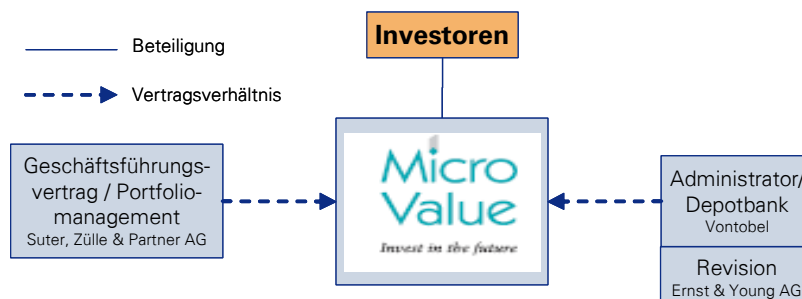 Beteiligung
Vertragsverhältnis
Investoren
Geschäftsführungs-
vertrag / Portfolio-
management
Suter, Zülle & Partner AG
Micro
Value
Invest in the future
Administrator/
Depotbank
Vontobel
Revision
Ernst & Young AG